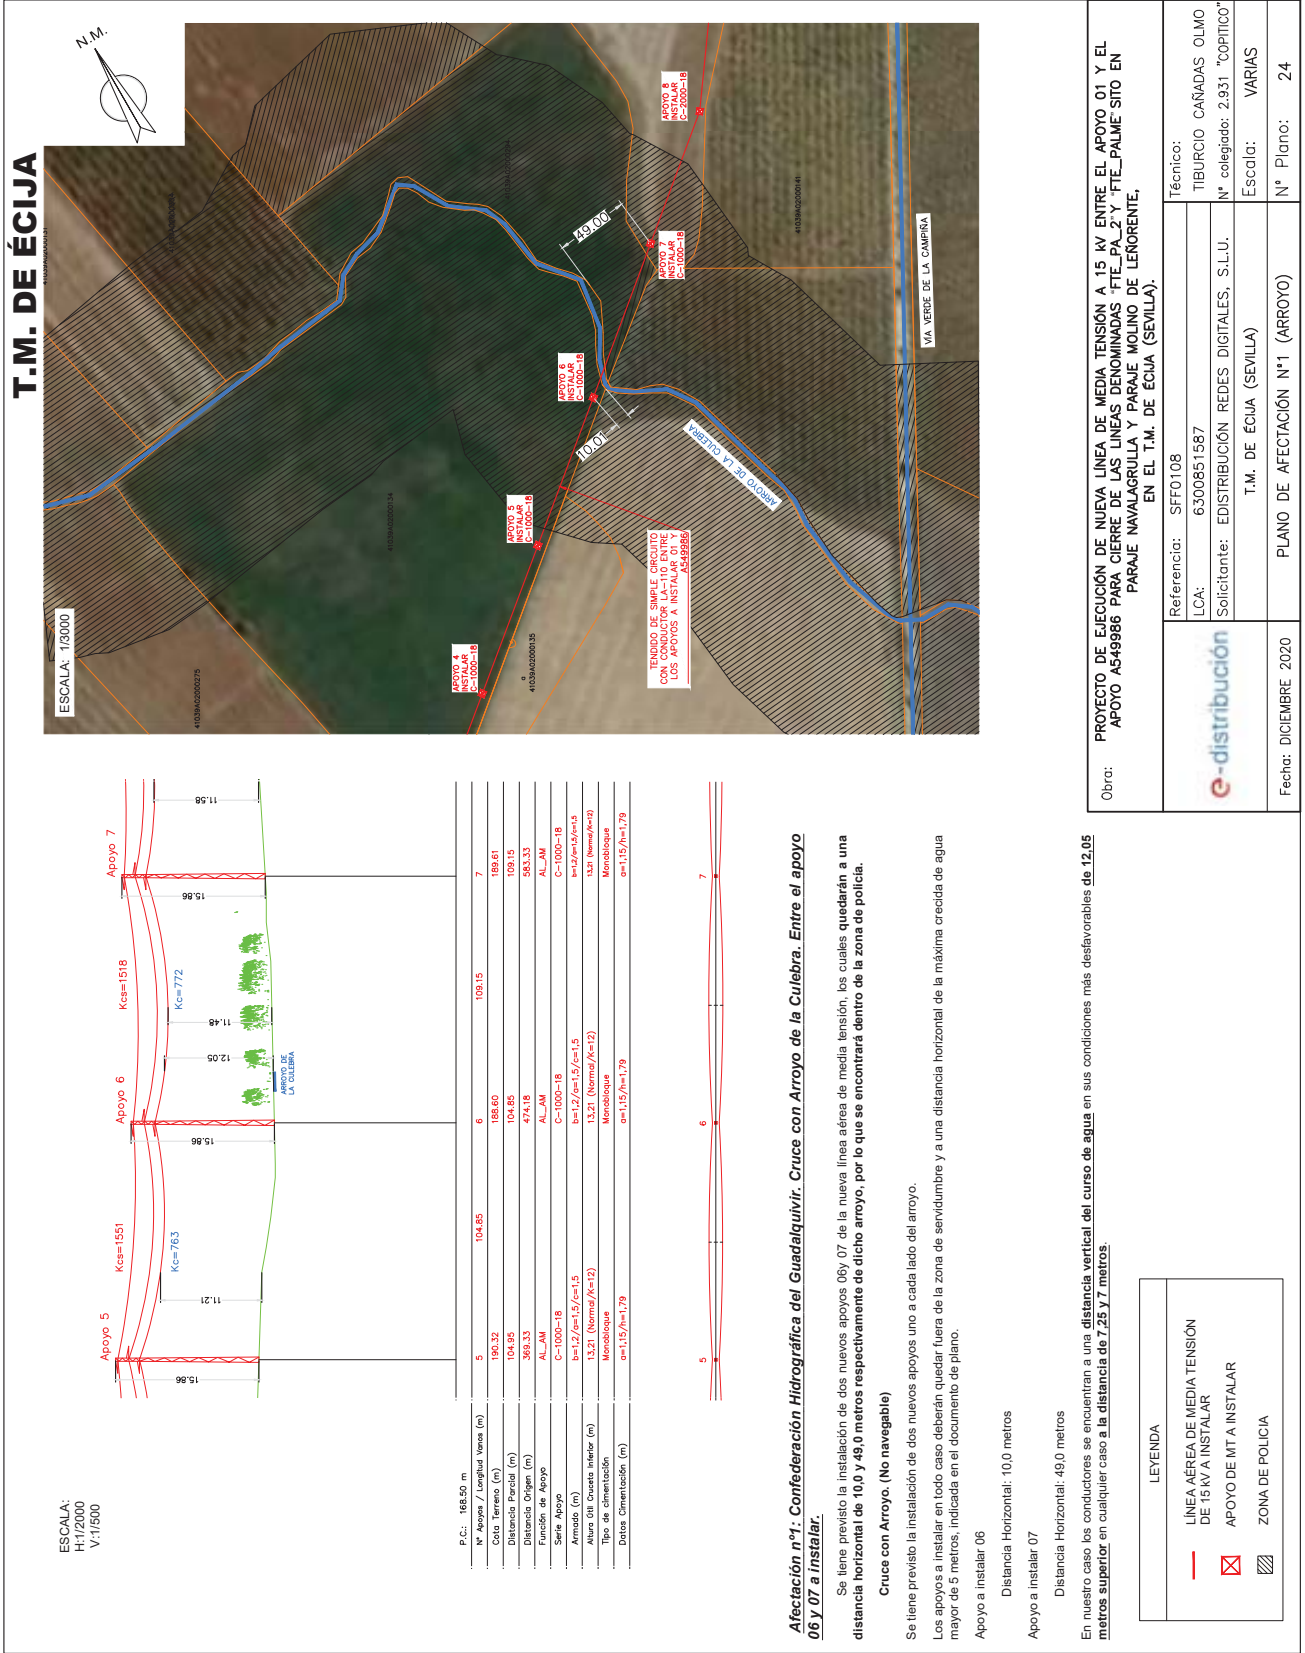 T.M. DE ÉCIJA
N.M.
ESCALA: 1/3000
41039A02000275
41039A02000134
41039A02000135
41039A02000141
APOYO 4
INSTALAR
C-1000-18
APOYO 5
INSTALAR
C-1000-18
APOYO 6
INSTALAR
C-1000-18
APOYO 7
INSTALAR
C-1000-18
APOYO 8
INSTALAR
C-2000-18
10.01
49.00
TENDIDO DE SIMPLE CIRCUITO
CON CONDUCTOR LA-110 ENTRE
LOS APOYOS A INSTALAR 01 Y
A549986
ARROYO DE LA CULEBRA
VÍA VERDE DE LA CAMPIÑA
ESCALA:
H:1/2000
V:1/500
Apoyo 5
Kcs=1551
Apoyo 6
Kcs=1518
Apoyo 7
Kc=763
Kc=772
15.86
11.21
15.86
12.05
11.48
15.86
11.58
ARROYO DE
LA CULEBRA
P.C.: 168.50 m
Nº Apoyos / Longitud Vanos (m) 5 104.85 6 109.15 7
Cota Terreno (m) 190.32 188.60 189.61
Distancia Parcial (m) 104.95 104.85 109.15
Distancia Origen (m) 369.33 474.18 583.33
Función de Apoyo AL_AM AL_AM AL_AM
Serie Apoyo C-1000-18 C-1000-18 C-1000-18
Armado (m) b=1,2/a=1,5/c=1,5 b=1,2/a=1,5/c=1,5 b=1,2/a=1,5/c=1,5
Altura Útil Cruceta Inferior (m) 13,21 (Normal/K=12) 13,21 (Normal/K=12) 13,21 (Normal/K=12)
Tipo de cimentación Monobloque Monobloque Monobloque
Datos Cimentación (m) a=1,15/h=1,79 a=1,15/h=1,79 a=1,15/h=1,79
5 6 7
Afectación nº1: Confederación Hidrográfica del Guadalquivir. Cruce con Arroyo de la Culebra. Entre el apoyo
06 y 07 a instalar.
Se tiene previsto la instalación de dos nuevos apoyos 06y 07 de la nueva línea aérea de media tensión, los cuales quedarán a una
distancia horizontal de 10,0 y 49,0 metros respectivamente de dicho arroyo, por lo que se encontrará dentro de la zona de policía.
Cruce con Arroyo. (No navegable)
Se tiene previsto la instalación de dos nuevos apoyos uno a cada lado del arroyo.
Los apoyos a instalar en todo caso deberán quedar fuera de la zona de servidumbre y a una distancia horizontal de la máxima crecida de agua
mayor de 5 metros, indicada en el documento de plano.
Apoyo a instalar 06
Distancia Horizontal: 10,0 metros
Apoyo a instalar 07
Distancia Horizontal: 49,0 metros
En nuestro caso los conductores se encuentran a una distancia vertical del curso de agua en sus condiciones más desfavorables de 12,05
metros superior en cualquier caso a la distancia de 7,25 y 7 metros.
LEYENDA
LÍNEA AÉREA DE MEDIA TENSIÓN
DE 15 kV A INSTALAR
APOYO DE MT A INSTALAR
ZONA DE POLICIA
Obra:
PROYECTO DE EJECUCIÓN DE NUEVA LÍNEA DE MEDIA TENSIÓN A 15 kV ENTRE EL APOYO 01 Y EL
APOYO A549986 PARA CIERRE DE LAS LINEAS DENOMINADAS "FTE_PA_2" Y "FTE_PALME" SITO EN
PARAJE NAVALAGRULLA Y PARAJE MOLINO DE LEÑORENTE,
EN EL T.M. DE ÉCIJA (SEVILLA).
e-distribución
Referencia: SFF0108
LCA: 6300851587
Solicitante: EDISTRIBUCIÓN REDES DIGITALES, S.L.U.
T.M. DE ÉCIJA (SEVILLA)
Técnico:
TIBURCIO CAÑADAS OLMO
Nº colegiado: 2.931 "COPITICO"
Escala: VARIAS
Fecha: DICIEMBRE 2020
PLANO DE AFECTACIÓN Nº1 (ARROYO)
Nº Plano: 24